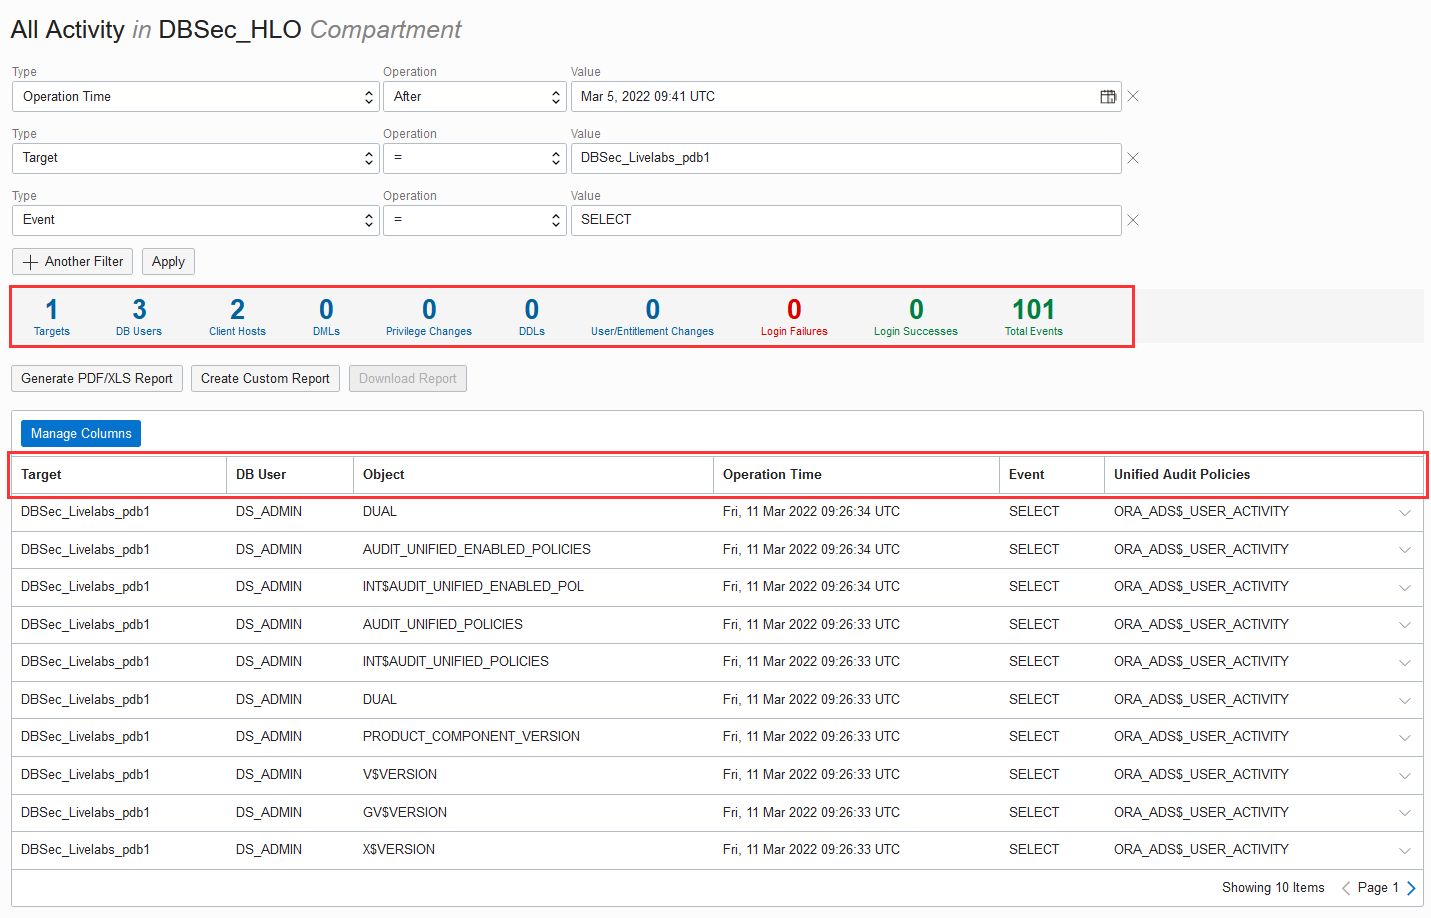 All Activity in DBSec_HLO Compartment
Type Operation Value
Operation Time After Mar 5, 2022 09:41 UTC
Type Operation Value
Target = DBSec_Livelabs_pdb1
Type Operation Value
Event = SELECT
Another Filter Apply
1 3 2 0 0 0 0 0 0 101
Targets DB Users Client Hosts DMLs Privilege Changes DDLs User/Entitlement Changes Login Failures Login Successes Total Events
Generate PDF/XLS Report Create Custom Report Download Report
Manage Columns
Target DB User Object Operation Time Event Unified Audit Policies
DBSec_Livelabs_pdb1 DS_ADMIN DUAL Fri, 11 Mar 2022 09:26:34 UTC SELECT ORA_ADS$_USER_ACTIVITY
DBSec_Livelabs_pdb1 DS_ADMIN AUDIT_UNIFIED_ENABLED_POLICIES Fri, 11 Mar 2022 09:26:34 UTC SELECT ORA_ADS$_USER_ACTIVITY
DBSec_Livelabs_pdb1 DS_ADMIN INT$AUDIT_UNIFIED_ENABLED_POL Fri, 11 Mar 2022 09:26:34 UTC SELECT ORA_ADS$_USER_ACTIVITY
DBSec_Livelabs_pdb1 DS_ADMIN AUDIT_UNIFIED_POLICIES Fri, 11 Mar 2022 09:26:33 UTC SELECT ORA_ADS$_USER_ACTIVITY
DBSec_Livelabs_pdb1 DS_ADMIN INT$AUDIT_UNIFIED_POLICIES Fri, 11 Mar 2022 09:26:33 UTC SELECT ORA_ADS$_USER_ACTIVITY
DBSec_Livelabs_pdb1 DS_ADMIN DUAL Fri, 11 Mar 2022 09:26:33 UTC SELECT ORA_ADS$_USER_ACTIVITY
DBSec_Livelabs_pdb1 DS_ADMIN PRODUCT_COMPONENT_VERSION Fri, 11 Mar 2022 09:26:33 UTC SELECT ORA_ADS$_USER_ACTIVITY
DBSec_Livelabs_pdb1 DS_ADMIN V$VERSION Fri, 11 Mar 2022 09:26:33 UTC SELECT ORA_ADS$_USER_ACTIVITY
DBSec_Livelabs_pdb1 DS_ADMIN GV$VERSION Fri, 11 Mar 2022 09:26:33 UTC SELECT ORA_ADS$_USER_ACTIVITY
DBSec_Livelabs_pdb1 DS_ADMIN X$VERSION Fri, 11 Mar 2022 09:26:33 UTC SELECT ORA_ADS$_USER_ACTIVITY
Showing 10 Items Page 1